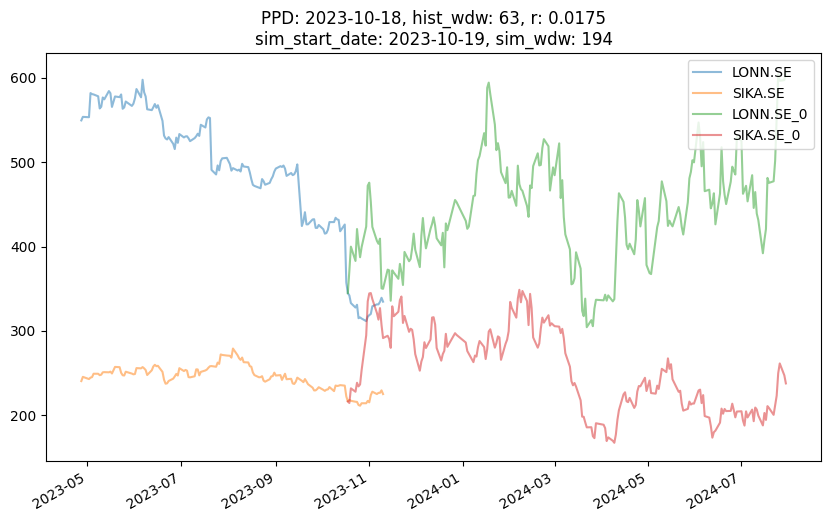 PPD: 2023-10-18, hist_wdw: 63, r: 0.0175
sim_start_date: 2023-10-19, sim_wdw: 194
LONN.SE
SIKA.SE
LONN.SE_0
SIKA.SE_0
600
500
400
300
200
2023-05
2023-07
2023-09
2023-11
2024-01
2024-03
2024-05
2024-07